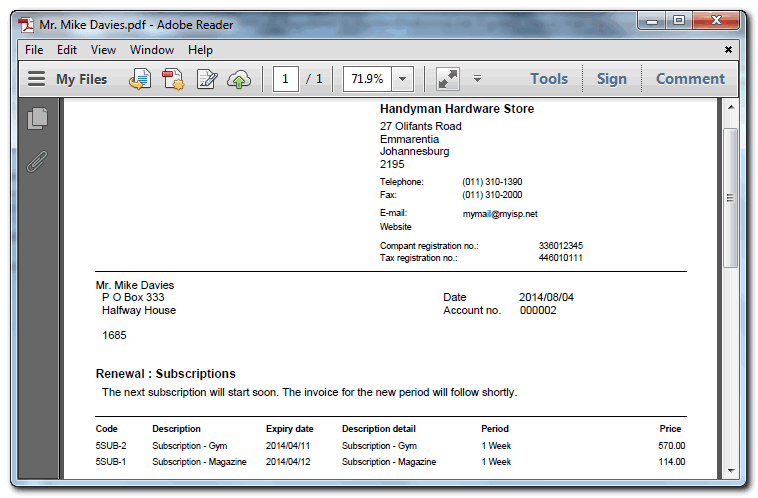 Mr. Mike Davies.pdf - Adobe Reader
File Edit View Window Help
My Files 1 / 1 71.9% Tools Sign Comment
Handyman Hardware Store
27 Olifants Road
Emmarentia
Johannesburg
2195
Telephone: (011) 310-1390
Fax: (011) 310-2000
E-mail: mymail@myisp.net
Website
Compant registration no.: 336012345
Tax registration no.: 446010111
Mr. Mike Davies
P O Box 333 Date 2014/08/04
Halfway House Account no. 000002
1685
Renewal : Subscriptions
The next subscription will start soon. The invoice for the new period will follow shortly.
Code Description Expiry date Description detail Period Price
5SUB-2 Subscription - Gym 2014/04/11 Subscription - Gym 1 Week 570.00
5SUB-1 Subscription - Magazine 2014/04/12 Subscription - Magazine 1 Week 114.00